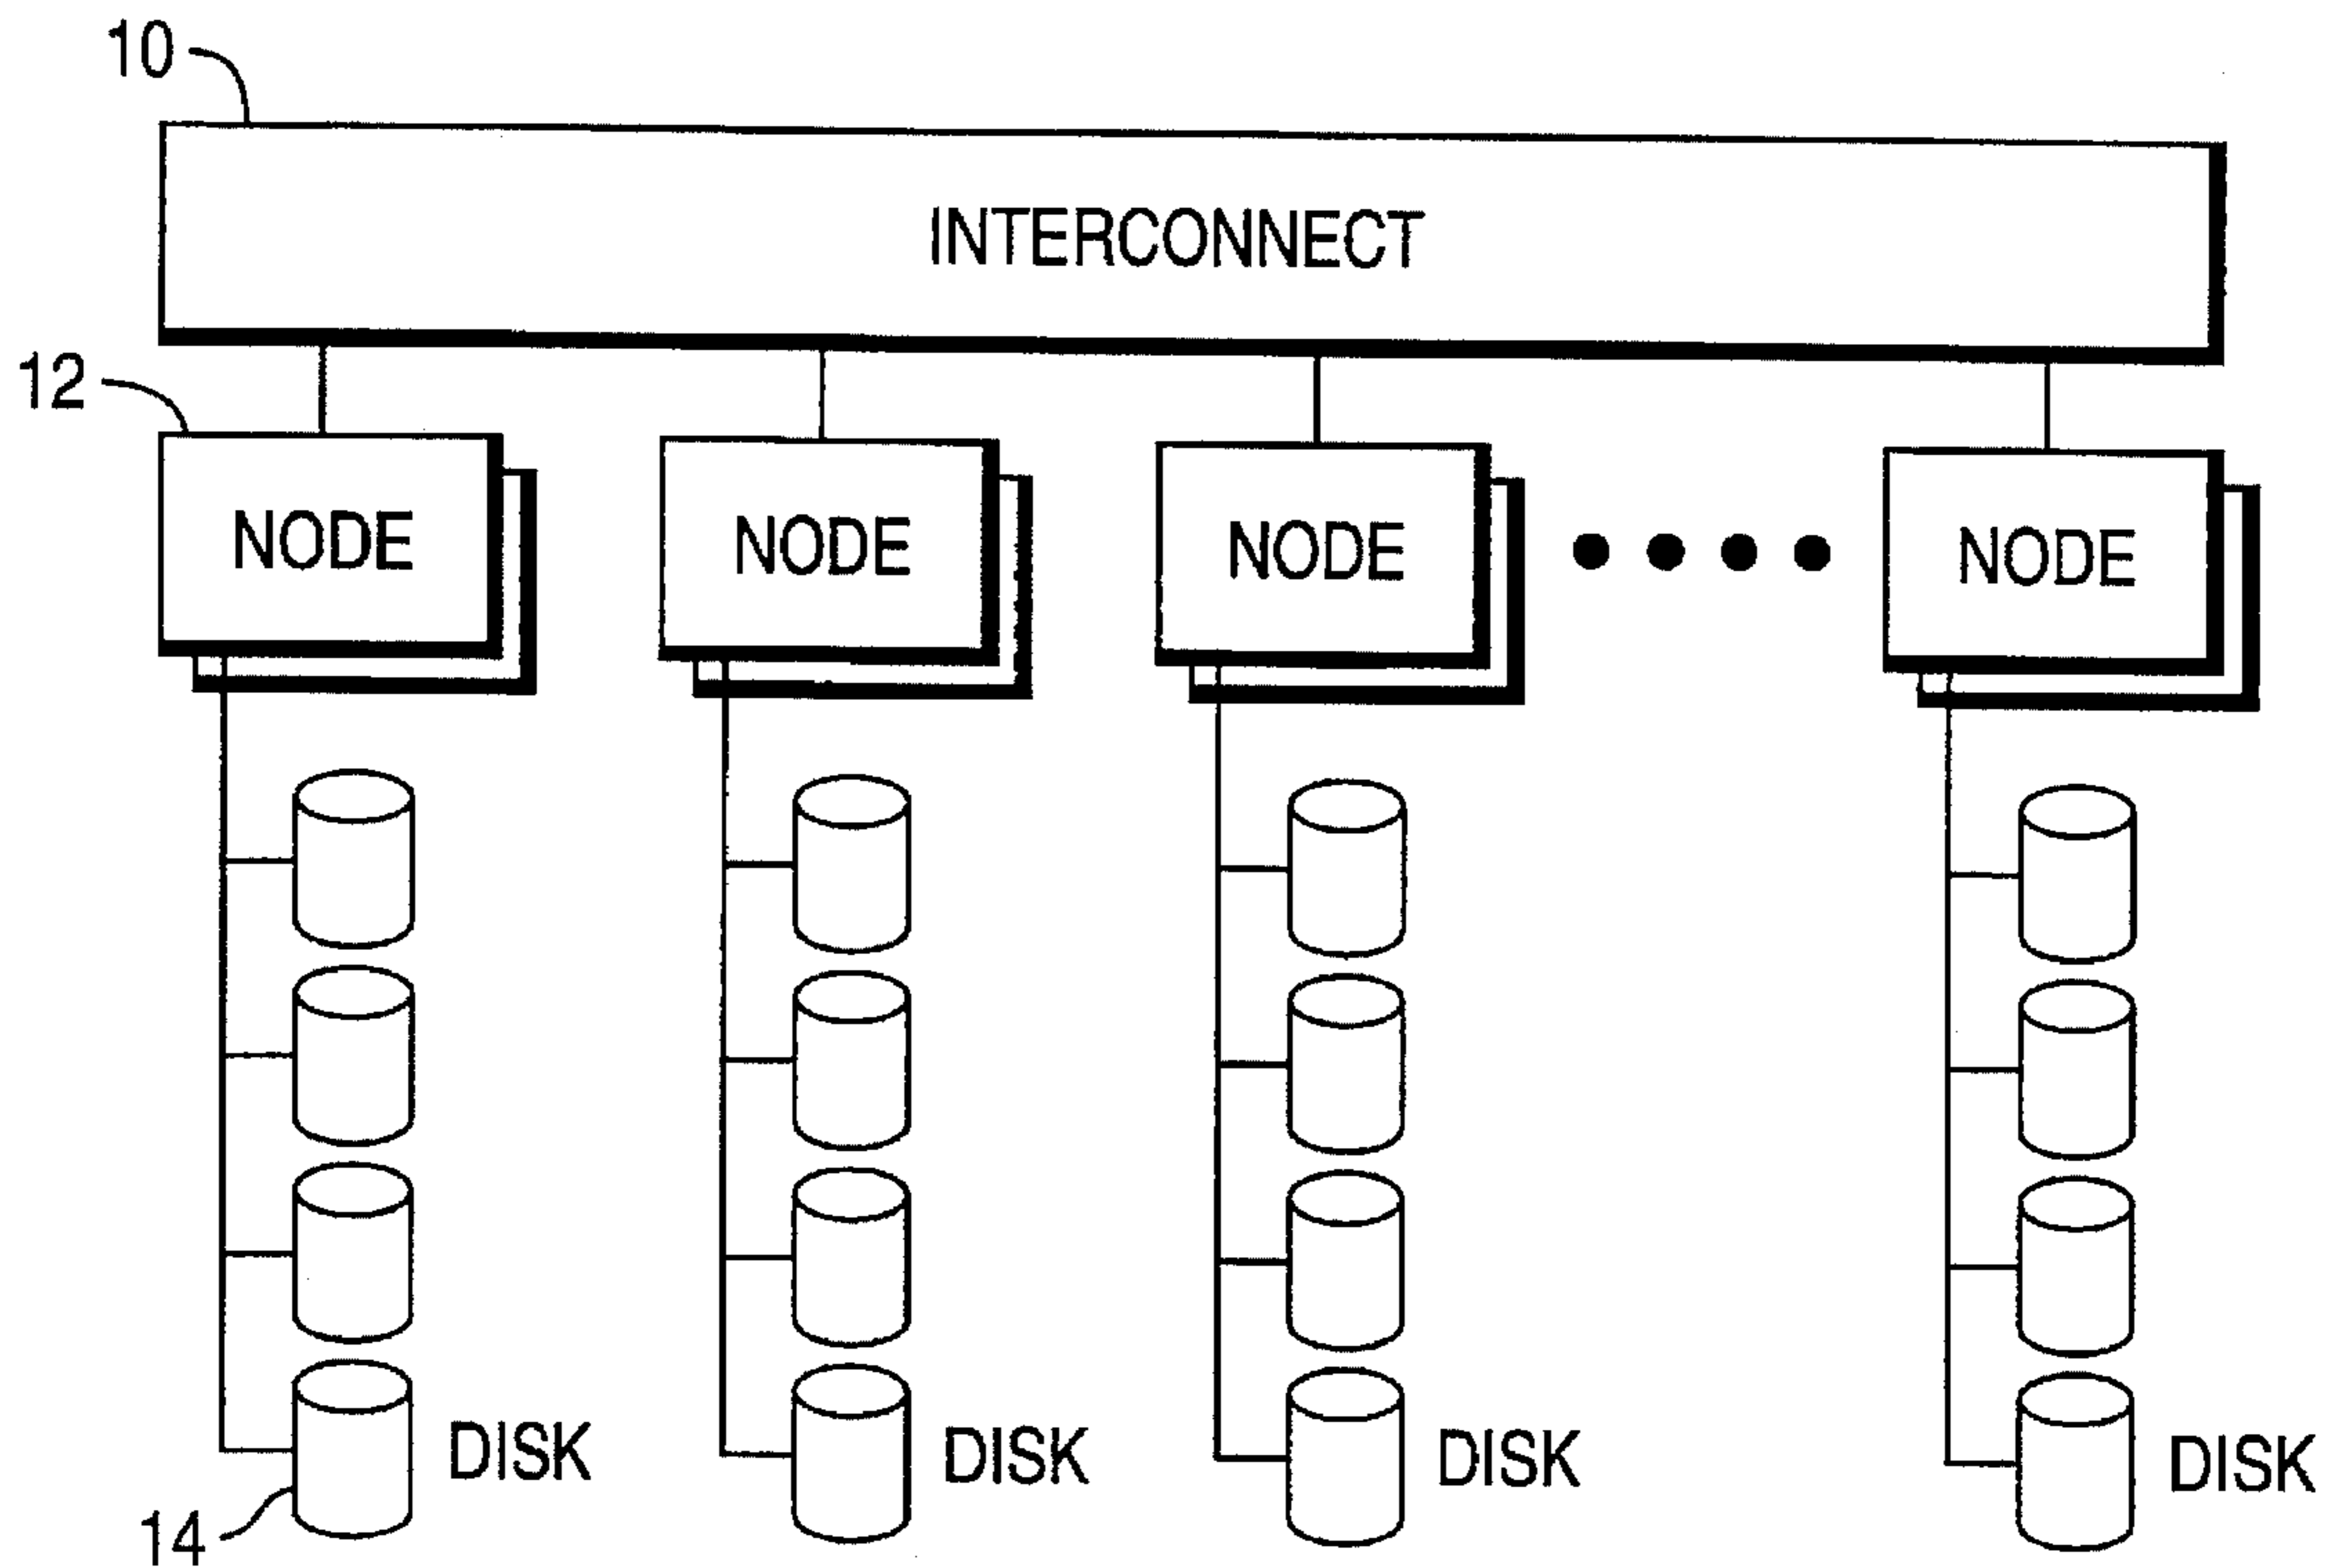 10
INTERCONNECT
12
NODE NODE NODE NODE
DISK DISK DISK DISK
14